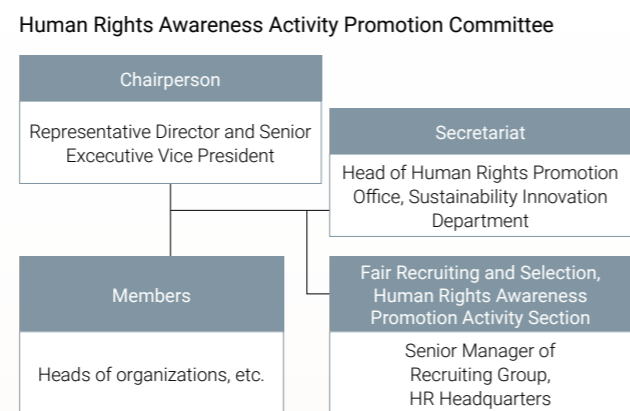 Human Rights Awareness Activity Promotion Committee
Chairperson
Representative Director and Senior
Excecutive Vice President
Secretariat
Head of Human Rights Promotion
Office, Sustainability Innovation
Department
Members
Heads of organizations, etc.
Fair Recruiting and Selection,
Human Rights Awareness
Promotion Activity Section
Senior Manager of
Recruiting Group,
HR Headquarters